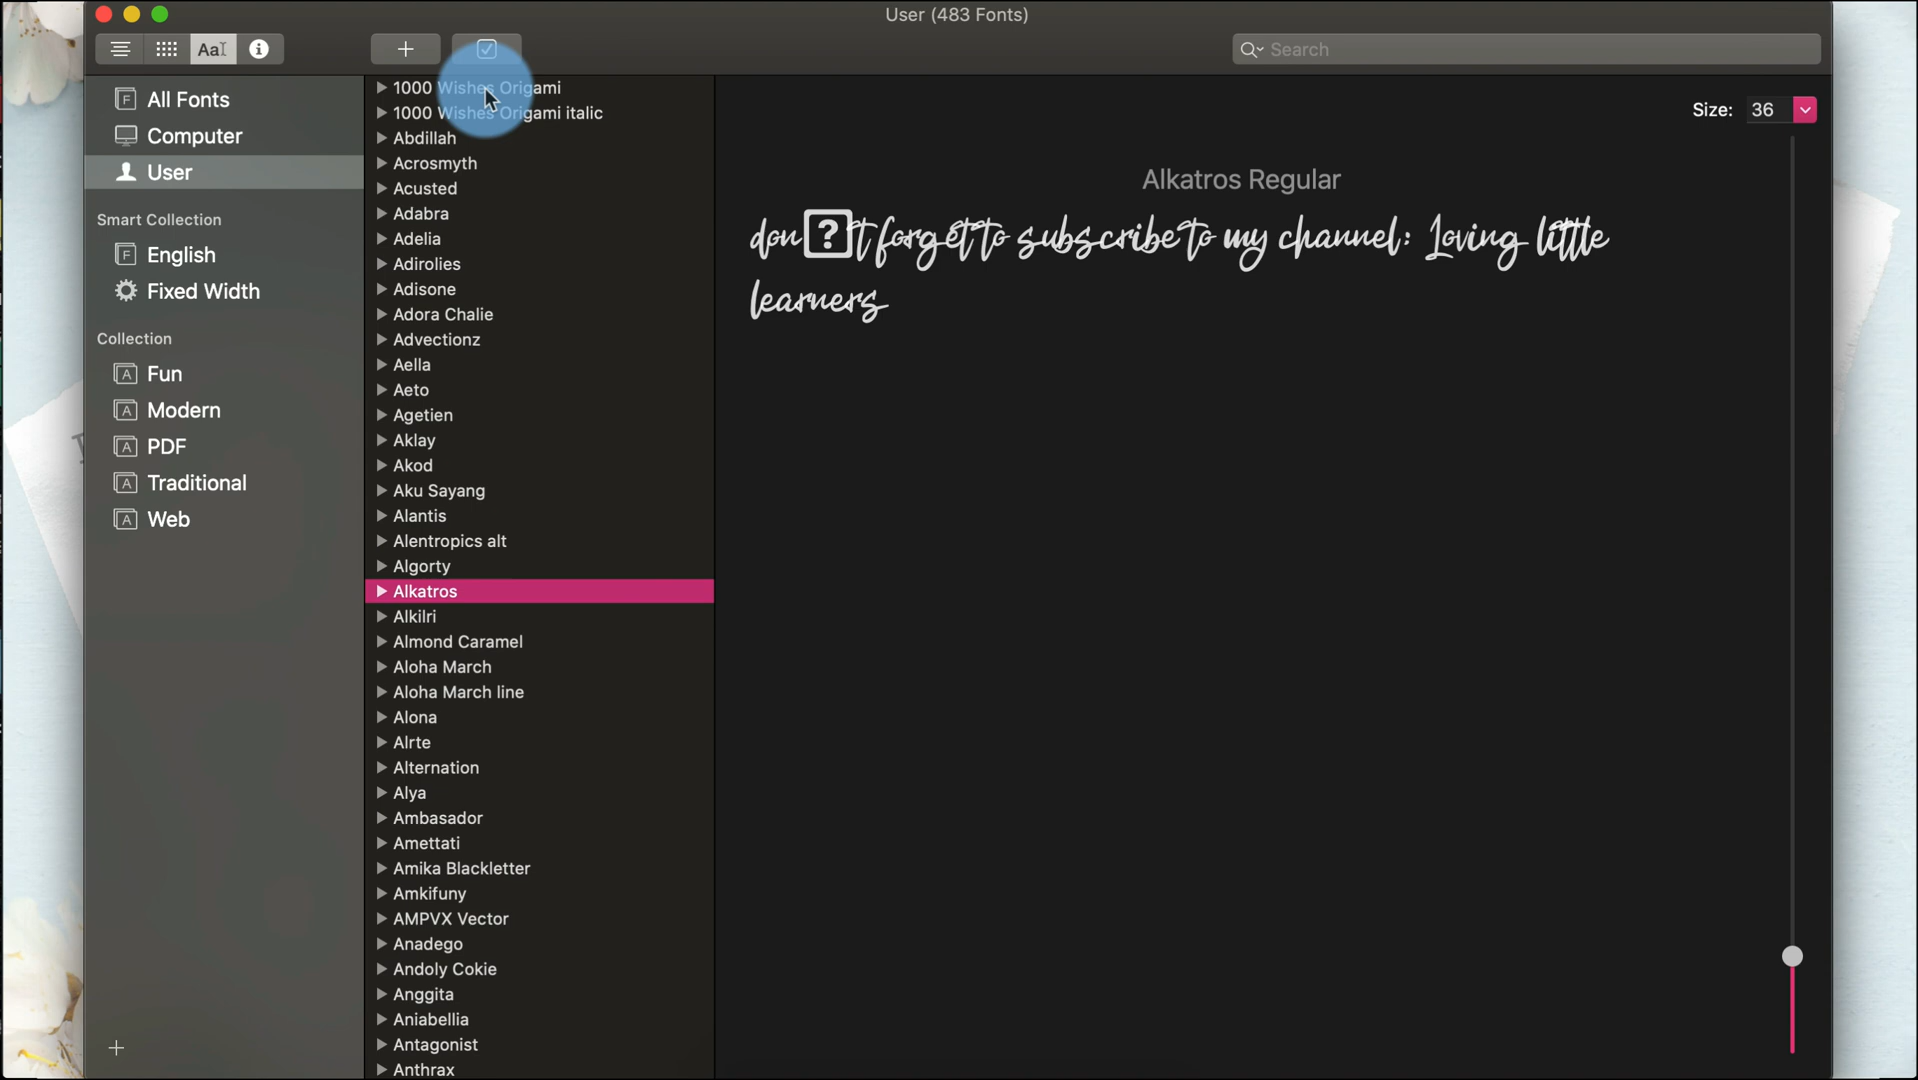 User (483 Fonts)
AaI
Search
All Fonts
Computer
User
Smart Collection
English
Fixed Width
Collection
Fun
Modern
PDF
Traditional
Web
1000 Wishes Origami
1000 Wishes Origami italic
Abdillah
Acrosmyth
Acusted
Adabra
Adelia
Adirolies
Adisone
Adora Chalie
Advectionz
Aella
Aeto
Agetien
Aklay
Akod
Aku Sayang
Alantis
Alentropics alt
Algorty
Alkatros
Alkilri
Almond Caramel
Aloha March
Aloha March line
Alona
Alrte
Alternation
Alya
Ambasador
Amettati
Amika Blackletter
Amkifuny
AMPVX Vector
Anadego
Andoly Cokie
Anggita
Aniabellia
Antagonist
Anthrax
Size: 36
Alkatros Regular
don?t forget to subscribe to my channel: Loving little
learners